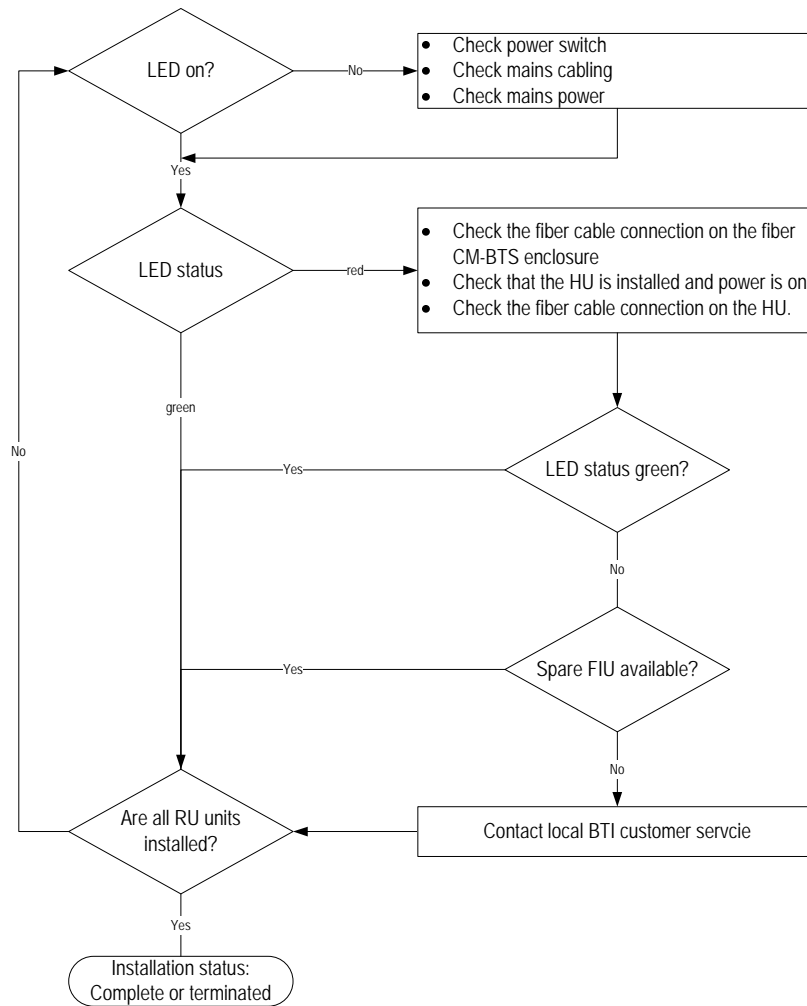 LED on?
No
● Check power switch
● Check mains cabling
● Check mains power
Yes
LED status
red
● Check the fiber cable connection on the fiber
CM-BTS enclosure
● Check that the HU is installed and power is on
● Check the fiber cable connection on the HU.
green
No
LED status green?
Yes
No
Spare FIU available?
Yes
No
Are all RU units
installed?
Contact local BTI customer servcie
Yes
Installation status:
Complete or terminated